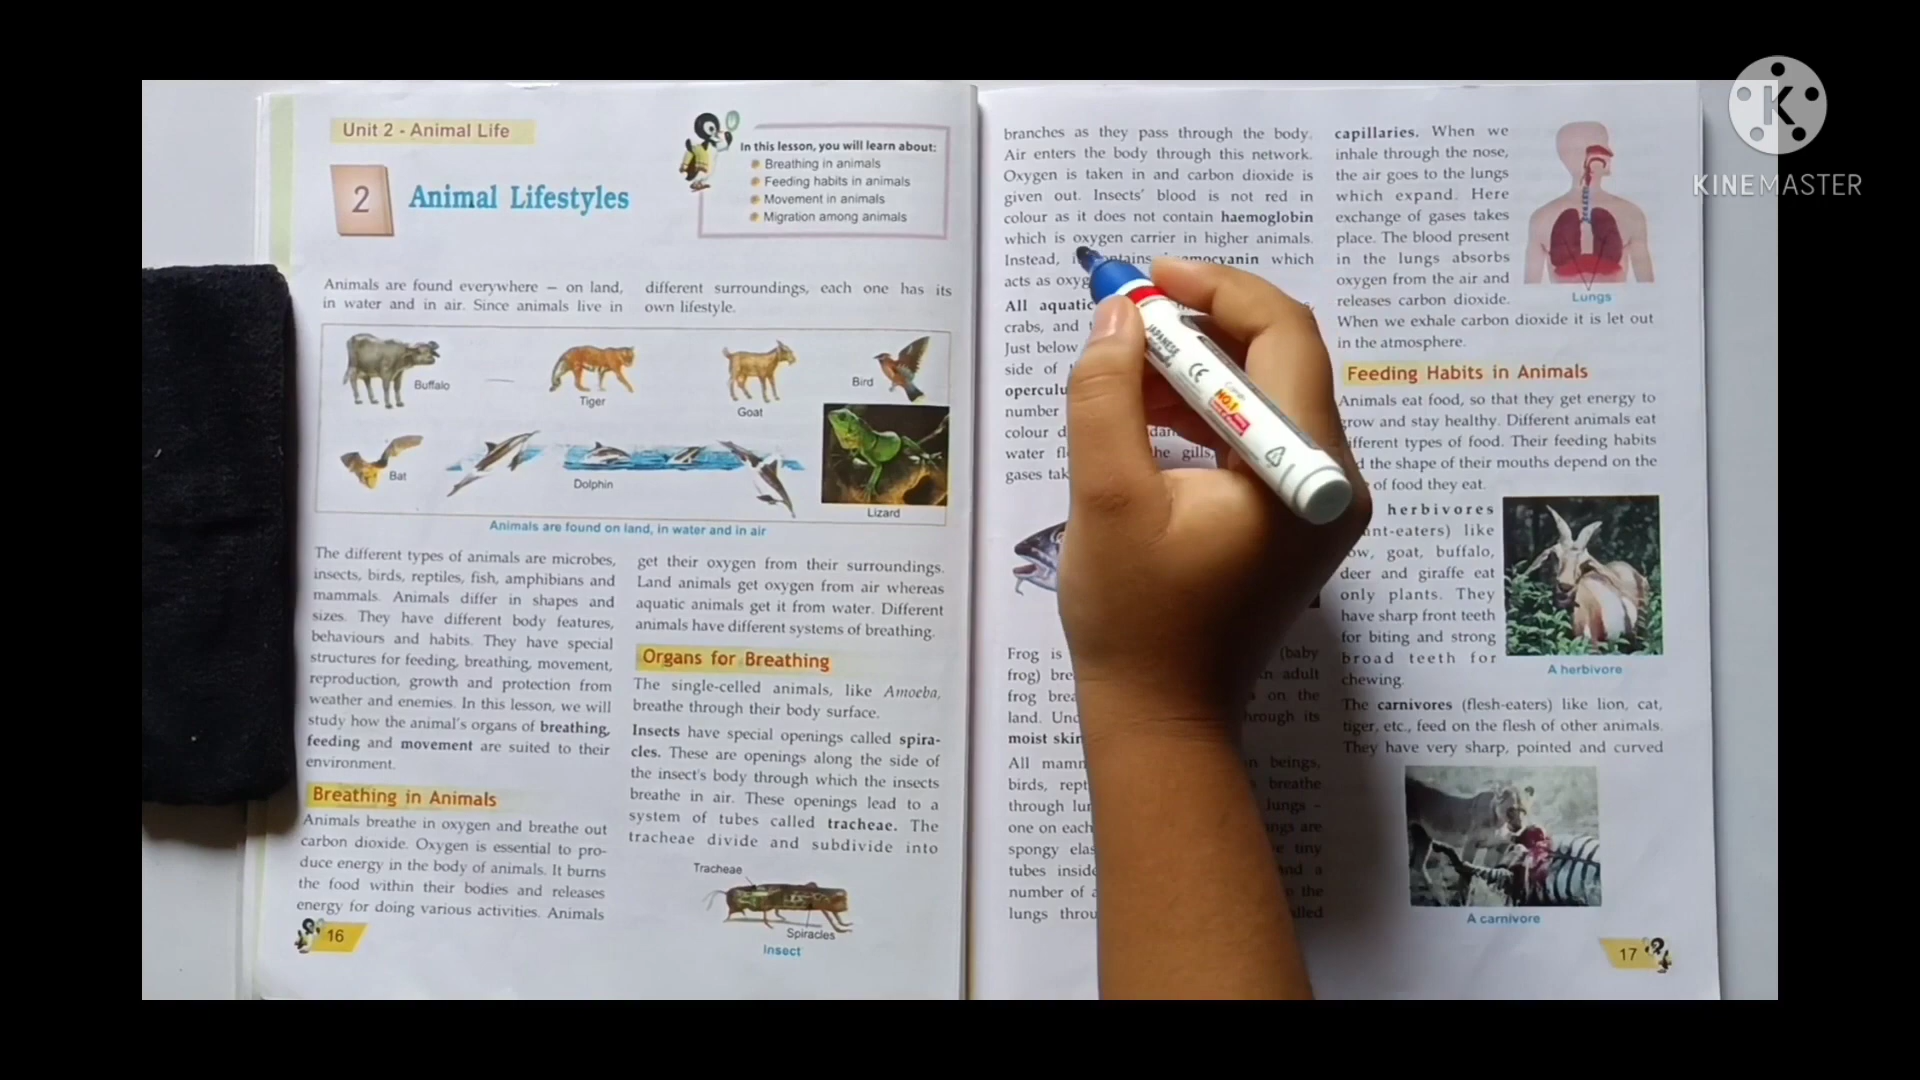 KINEMASTER
Unit 2 - Animal Life
2
Animal Lifestyles
In this lesson, you will learn about:
Breathing in animals
Feeding habits in animals
Movement in animals
Migration among animals
Animals are found everywhere – on land,
in water and in air. Since animals live in
different surroundings, each one has its
own lifestyle.
Buffalo
Tiger
Goat
Bird
Bat
Dolphin
Lizard
Animals are found on land, in water and in air
The different types of animals are microbes,
insects, birds, reptiles, fish, amphibians and
mammals. Animals differ in shapes and
sizes. They have different body features,
behaviours and habits. They have special
structures for feeding, breathing, movement,
reproduction, growth and protection from
weather and enemies. In this lesson, we will
study how the animal's organs of breathing,
feeding and movement are suited to their
environment.
Breathing in Animals
Animals breathe in oxygen and breathe out
carbon dioxide. Oxygen is essential to pro-
duce energy in the body of animals. It burns
the food within their bodies and releases
energy for doing various activities. Animals
16
get their oxygen from their surroundings.
Land animals get oxygen from air whereas
aquatic animals get it from water. Different
animals have different systems of breathing.
Organs for Breathing
The single-celled animals, like Amoeba,
breathe through their body surface.
Insects have special openings called spira-
cles. These are openings along the side of
the insect's body through which the insects
breathe in air. These openings lead to a
system of tubes called tracheae. The
tracheae divide and subdivide into
Tracheae
Spiracles
Insect
branches as they pass through the body.
Air enters the body through this network.
Oxygen is taken in and carbon dioxide is
given out. Insects' blood is not red in
colour as it does not contain haemoglobin
which is oxygen carrier in higher animals.
Instead, which
acts as
All aquatic
crabs, and
Just below
side of
number
colour
water the gills,
gases
Frog is (baby
frog) adult
frog on the
land. through its
moist
All beings,
birds, breathe
through lungs –
one on each are
spongy tiny
tubes and a
number of the
lungs
JAPANESE
CE
NO.1
capillaries. When we
inhale through the nose,
the air goes to the lungs
which expand. Here
exchange of gases takes
place. The blood present
in the lungs absorbs
oxygen from the air and
releases carbon dioxide.
When we exhale carbon dioxide it is let out
in the atmosphere.
Lungs
Feeding Habits in Animals
Animals eat food, so that they get energy to
grow and stay healthy. Different animals eat
different types of food. Their feeding habits
the shape of their mouths depend on the
of food they eat.
herbivores
like
goat, buffalo,
deer and giraffe eat
only plants. They
have sharp front teeth
for biting and strong
broad teeth for
chewing.
A herbivore
The carnivores (flesh-eaters) like lion, cat,
tiger, etc., feed on the flesh of other animals.
They have very sharp, pointed and curved
A carnivore
17